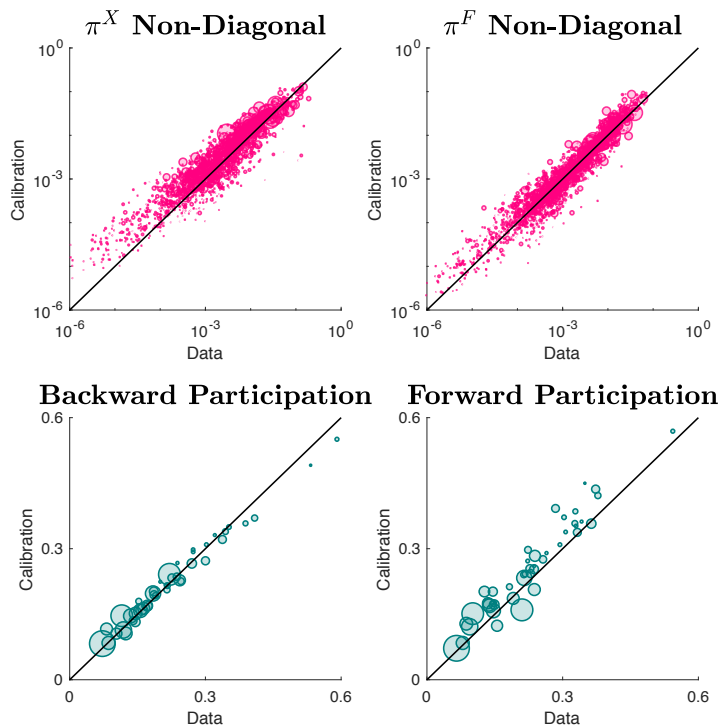 π^X Non-Diagonal
10^0
10^-3
10^-6
Calibration
10^-6 10^-3 10^0
Data
π^F Non-Diagonal
10^0
10^-3
10^-6
Calibration
10^-6 10^-3 10^0
Data
Backward Participation
0.6
0.3
0
Calibration
0 0.3 0.6
Data
Forward Participation
0.6
0.3
0
Calibration
0 0.3 0.6
Data